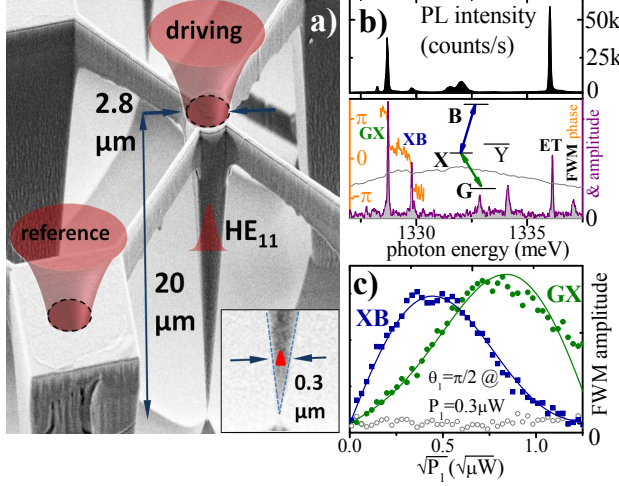 a)
driving
2.8
μm
reference
HE11
20
μm
0.3
μm
b)
PL intensity
(counts/s)
50k
25k
0
π
0
-π
GX
XB
B
X
Y
G
ET
FWM phase
& amplitude
0
1330
1335
photon energy (meV)
c)
XB
GX
θ1=π/2 @
P1=0.3μW
FWM amplitude
0
0.0
0.5
1.0
√P1(√μW)